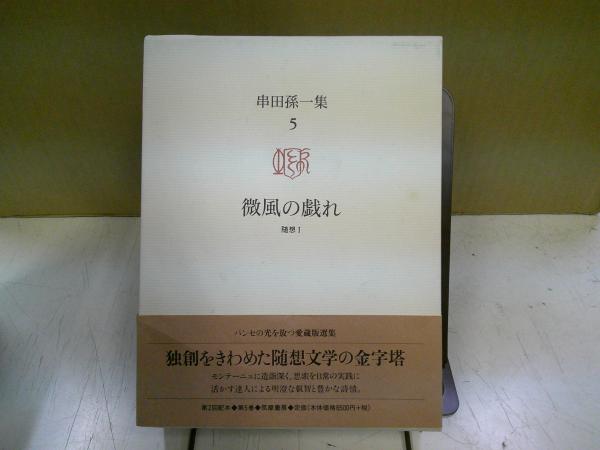 串田孫一集
5
微風の戯れ
随想I
パンセの光を放つ愛蔵版選集
独創をきわめた随想文学の金字塔
モンテーニュに造詣深く、思索を日常の実践に
活かす達人による明澄な叡智と豊かな詩情。
第2回配本◆第5巻◆筑摩書房◆定価(本体価格6500円+税)